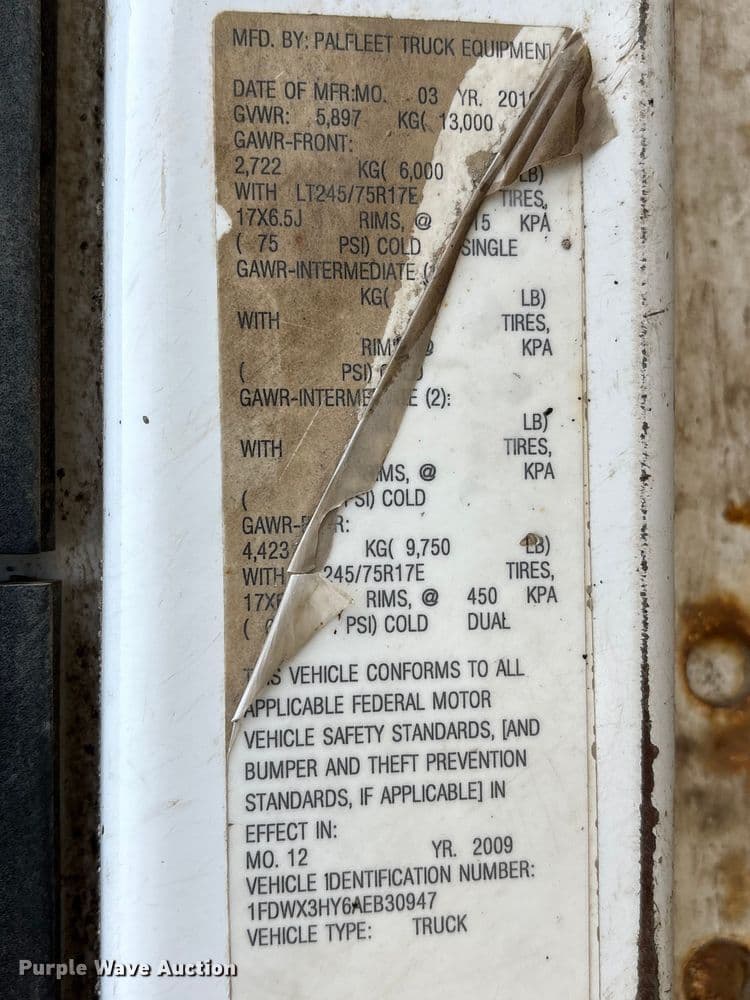 MFD. BY: PALFLEET TRUCK EQUIPMENT
DATE OF MFR:MO. 03 YR.
GVWR: 5,897 KG( 13,000
GAWR-FRONT:
2,722 KG( 6,000 LB)
WITH LT245/75R17E TIRES,
17X6.5J RIMS, @ 15 KPA
( 75 PSI) COLD SINGLE
GAWR-INTERMEDIATE (
KG( LB)
WITH TIRES,
KPA
( PSI)
GAWR-INTERME E (2):
LB)
WITH TIRES,
IMS, @ KPA
( PSI) COLD
GAWR- R:
4,423 KG( 9,750 LB)
WITH 245/75R17E TIRES,
17X RIMS, @ 450 KPA
( PSI) COLD DUAL
VEHICLE CONFORMS TO ALL
APPLICABLE FEDERAL MOTOR
VEHICLE SAFETY STANDARDS, [AND
BUMPER AND THEFT PREVENTION
STANDARDS, IF APPLICABLE] IN
EFFECT IN:
MO. 12 YR. 2009
VEHICLE IDENTIFICATION NUMBER:
1FDWX3HY6AEB30947
VEHICLE TYPE: TRUCK
Purple Wave Auction